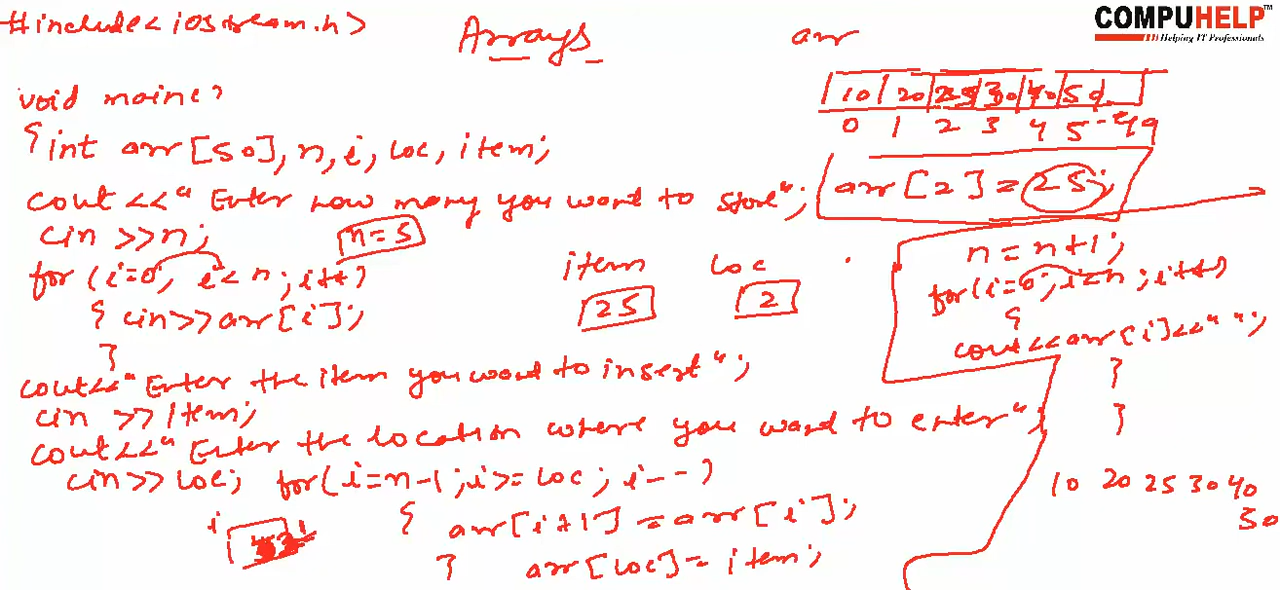 #include<iostream.h>
Arrays
arr
COMPUHELP™
Helping IT Professionals
void main()
{ int arr[50], n, i, loc, item;
cout <<" Enter how many you want to store";
cin >>n;
n=5
for (i=0; i<n; i++)
{ cin>>arr[i];
}
cout<<"Enter the item you want to insert";
cin >>item;
cout<<" Enter the location where you want to enter";
cin>>loc; for(i=n-1; i>=loc; i--)
{ arr[i+1]=arr[i];
} arr[loc]=item;
i
item loc
25 2
10 20 25 30 40 50
0 1 2 3 4 5 --- 49
arr[2]=25;
n=n+1;
for(i=0; i<n; i++)
{
cout<<arr[i]<<" ";
}
}
10 20 25 30 40
50